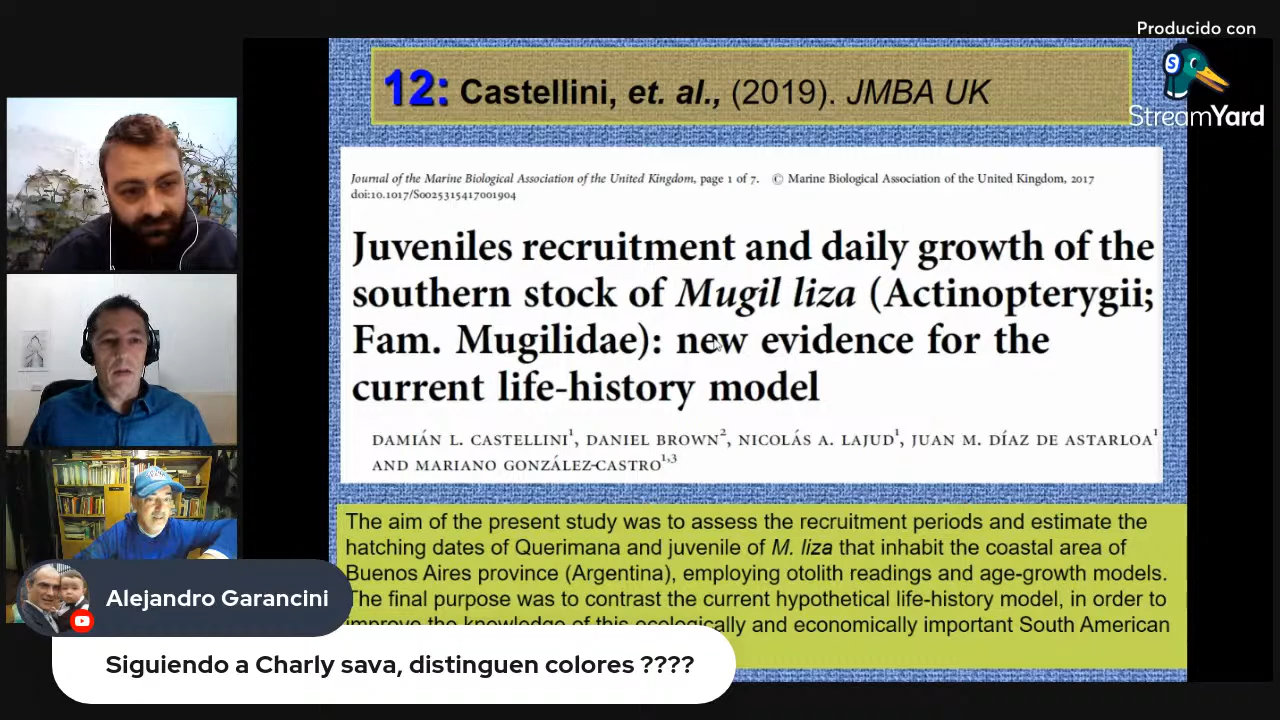 Producido con
StreamYard
12: Castellini, et. al., (2019). JMBA UK
Journal of the Marine Biological Association of the United Kingdom, page 1 of 7. © Marine Biological Association of the United Kingdom, 2017
doi:10.1017/S0025315417001904
Juveniles recruitment and daily growth of the
southern stock of Mugil liza (Actinopterygii;
Fam. Mugilidae): new evidence for the
current life-history model
DAMIÁN L. CASTELLINI1, DANIEL BROWN2, NICOLÁS A. LAJUD1, JUAN M. DÍAZ DE ASTARLOA1
AND MARIANO GONZÁLEZ-CASTRO1,3
The aim of the present study was to assess the recruitment periods and estimate the
hatching dates of Querimana and juvenile of M. liza that inhabit the coastal area of
Buenos Aires province (Argentina), employing otolith readings and age-growth models.
The final purpose was to contrast the current hypothetical life-history model, in order to
improve the knowledge of this ecologically and economically important South American
Alejandro Garancini
Siguiendo a Charly sava, distinguen colores ????